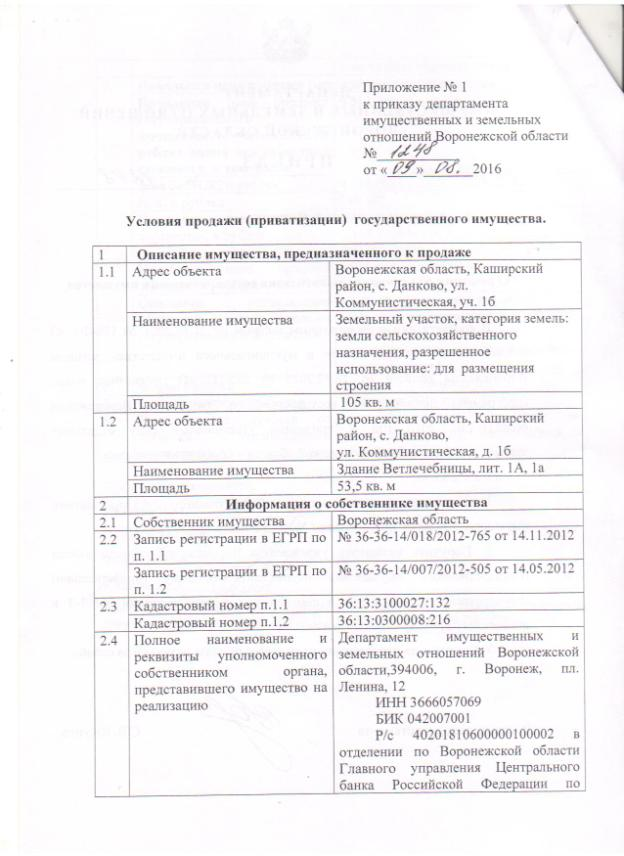 Приложение № 1
к приказу департамента
имущественных и земельных
отношений Воронежской области
№ 1248
от « 09 » 08. 2016
Условия продажи (приватизации) государственного имущества.
1 Описание имущества, предназначенного к продаже
1.1 Адрес объекта Воронежская область, Каширский
район, с. Данково, ул.
Коммунистическая, уч. 1б
Наименование имущества Земельный участок, категория земель:
земли сельскохозяйственного
назначения, разрешенное
использование: для размещения
строения
Площадь 105 кв. м
1.2 Адрес объекта Воронежская область, Каширский
район, с. Данково,
ул. Коммунистическая, д. 1б
Наименование имущества Здание Ветлечебницы, лит. 1А, 1а
Площадь 53,5 кв. м
2 Информация о собственнике имущества
2.1 Собственник имущества Воронежская область
2.2 Запись регистрации в ЕГРП по № 36-36-14/018/2012-765 от 14.11.2012
п. 1.1
Запись регистрации в ЕГРП по № 36-36-14/007/2012-505 от 14.05.2012
п. 1.2
2.3 Кадастровый номер п.1.1 36:13:3100027:132
Кадастровый номер п.1.2 36:13:0300008:216
2.4 Полное наименование и Департамент имущественных и
реквизиты уполномоченного земельных отношений Воронежской
собственником органа, области,394006, г. Воронеж, пл.
представившего имущество на Ленина, 12
реализацию ИНН 3666057069
БИК 042007001
Р/с 40201810600000100002 в
отделении по Воронежской области
Главного управления Центрального
банка Российской Федерации по